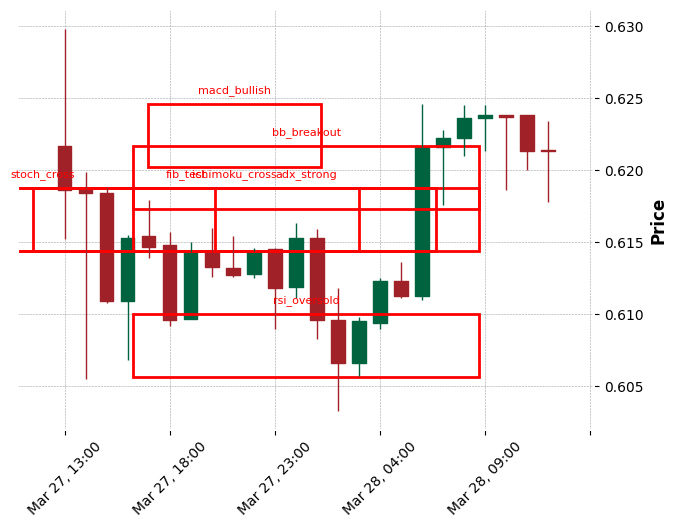 0.630
macd_bullish
0.625
bb_breakout
0.620
stoch_cross
fib_test
ichimoku_cross
adx_strong
0.615
Price
rsi_oversold
0.610
0.605
Mar 27, 13:00
Mar 27, 18:00
Mar 27, 23:00
Mar 28, 04:00
Mar 28, 09:00